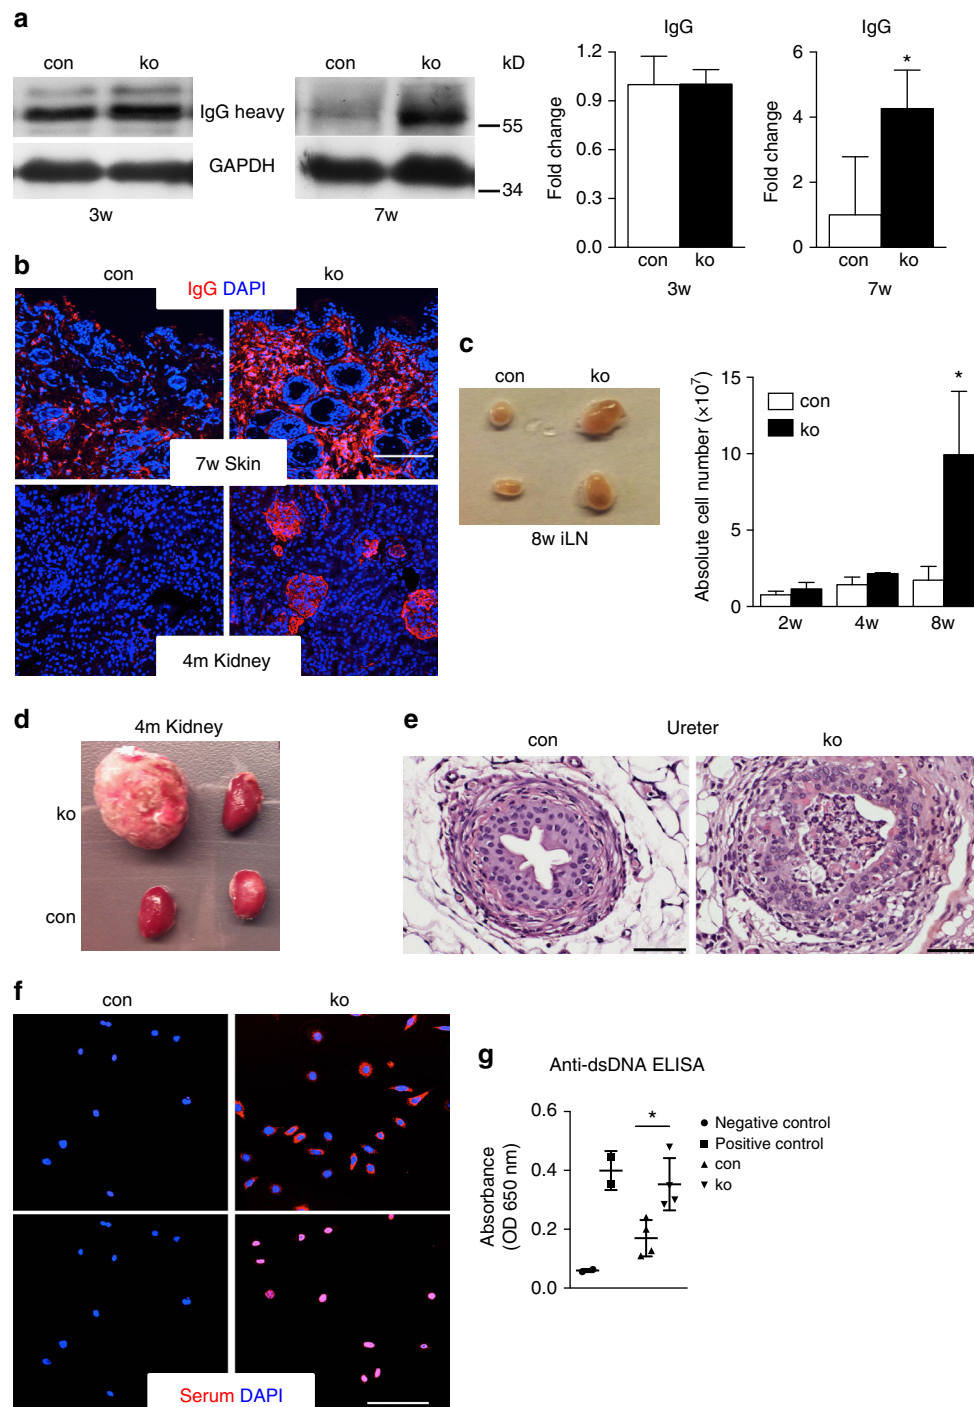 a
con ko con ko kD
IgG heavy
55
GAPDH
34
3w 7w
IgG
Fold change
1.2
0.9
0.6
0.3
0.0
con ko
3w
IgG
Fold change
6
*
4
2
0
con ko
7w
b
con ko
IgG DAPI
7w Skin
4m Kidney
c
con ko
8w iLN
Absolute cell number (×10⁷)
15
10
5
0
con
ko
*
2w 4w 8w
d
4m Kidney
ko
con
e
Ureter
con ko
f
con ko
Serum DAPI
g
Anti-dsDNA ELISA
Absorbance
(OD 650 nm)
0.6
0.4
0.2
0.0
*
Negative control
Positive control
con
ko